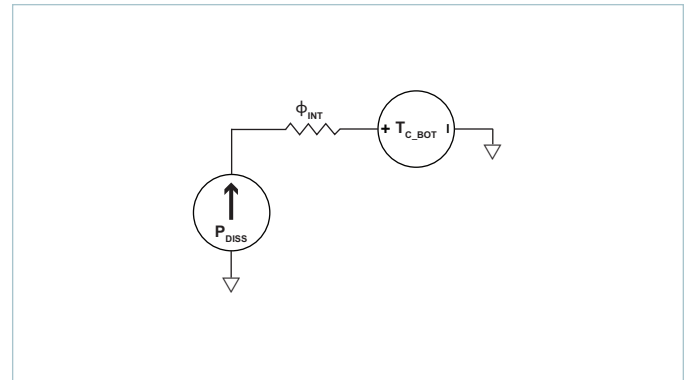 ϕINT
+ TC_BOT –
PDISS